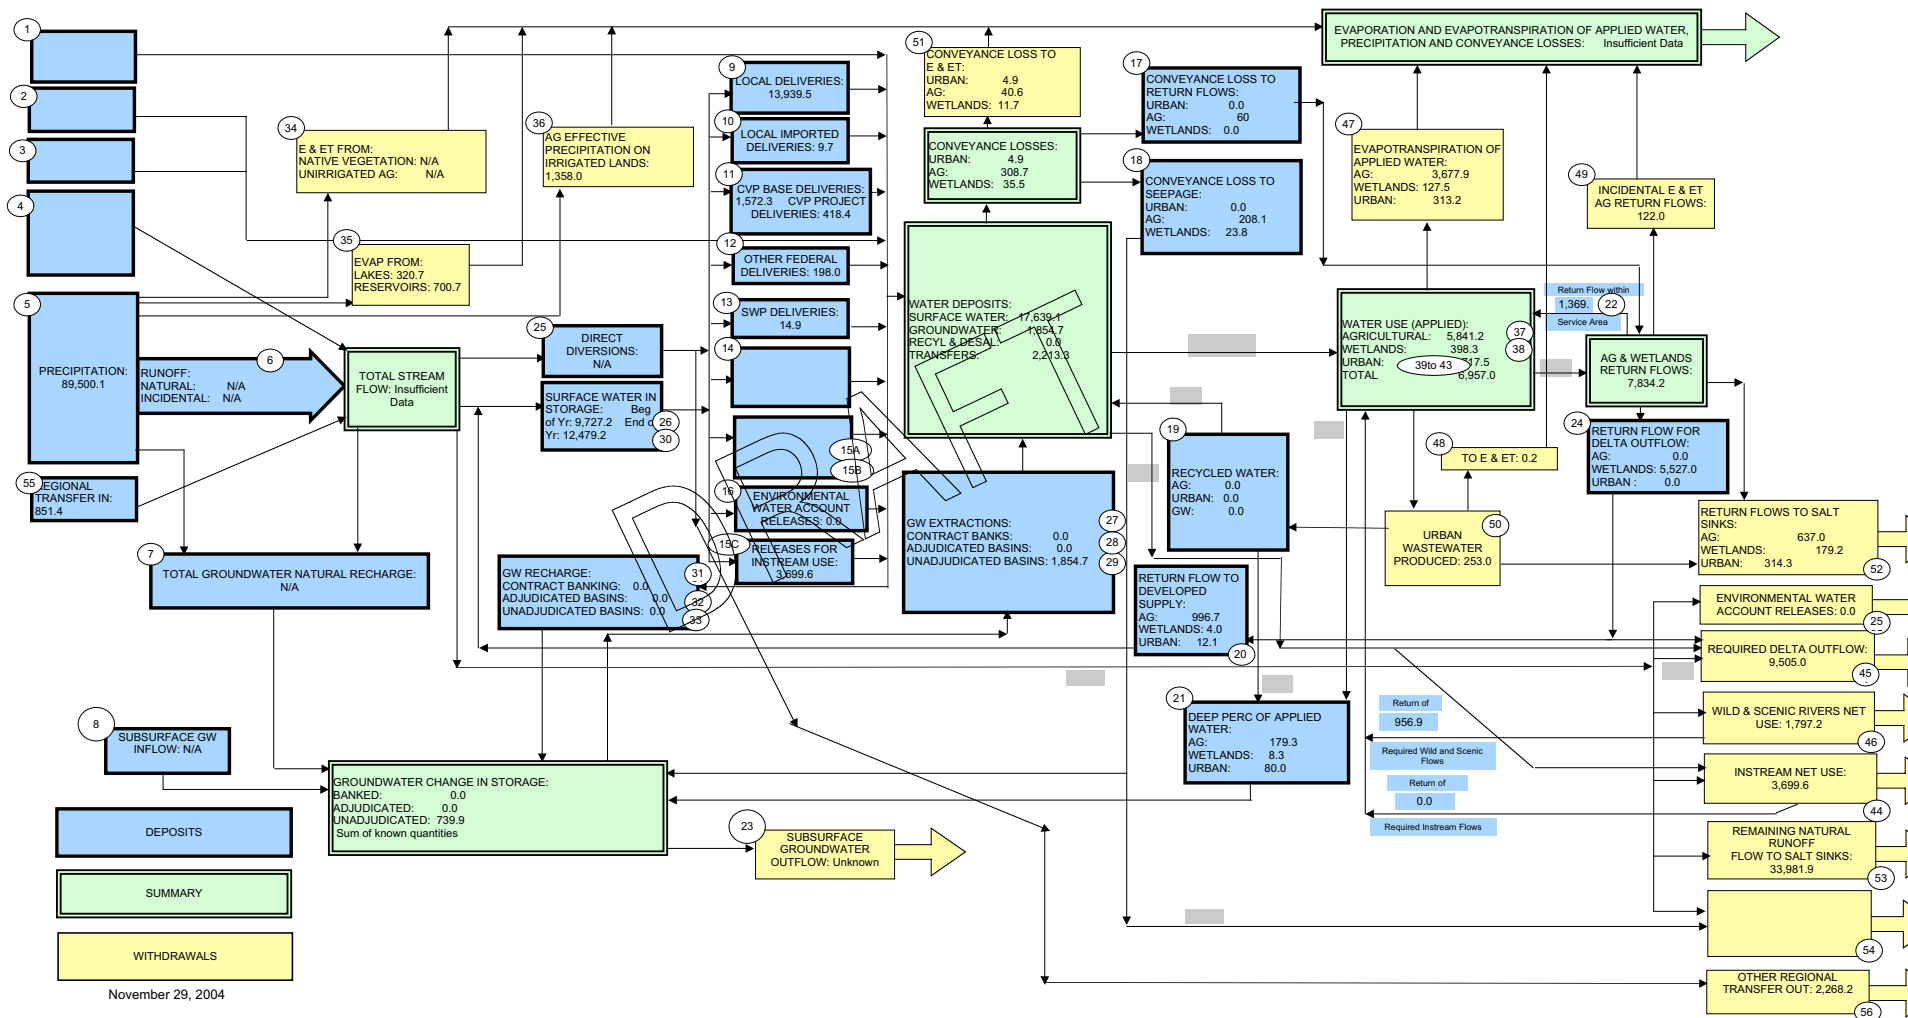 1
2
3
4
5
PRECIPITATION:
89,500.1
6
RUNOFF:
NATURAL: N/A
INCIDENTAL: N/A
55
REGIONAL
TRANSFER IN:
851.4
7
TOTAL GROUNDWATER NATURAL RECHARGE:
N/A
8
SUBSURFACE GW
INFLOW: N/A
DEPOSITS
SUMMARY
WITHDRAWALS
November 29, 2004
34
E & ET FROM:
NATIVE VEGETATION: N/A
UNIRRIGATED AG: N/A
35
EVAP FROM:
LAKES: 320.7
RESERVOIRS: 700.7
36
AG EFFECTIVE
PRECIPITATION ON
IRRIGATED LANDS:
1,358.0
TOTAL STREAM
FLOW: Insufficient
Data
25
DIRECT
DIVERSIONS:
N/A
SURFACE WATER IN
STORAGE: Beg
of Yr: 9,727.2 End o
Yr: 12,479.2
26
30
GW RECHARGE:
CONTRACT BANKING: 0.0
ADJUDICATED BASINS: 0.0
UNADJUDICATED BASINS: 0.0
31
32
33
GROUNDWATER CHANGE IN STORAGE:
BANKED: 0.0
ADJUDICATED: 0.0
UNADJUDICATED: 739.9
Sum of known quantities
23
SUBSURFACE
GROUNDWATER
OUTFLOW: Unknown
9
LOCAL DELIVERIES:
13,939.5
10
LOCAL IMPORTED
DELIVERIES: 9.7
11
CVP BASE DELIVERIES:
1,572.3 CVP PROJECT
DELIVERIES: 418.4
12
OTHER FEDERAL
DELIVERIES: 198.0
13
SWP DELIVERIES:
14.9
14
15A
15B
16
ENVIRONMENTAL
WATER ACCOUNT
RELEASES: 0.0
15C
RELEASES FOR
INSTREAM USE:
3,699.6
DRAFT
51
CONVEYANCE LOSS TO
E & ET:
URBAN: 4.9
AG: 40.6
WETLANDS: 11.7
CONVEYANCE LOSSES:
URBAN: 4.9
AG: 308.7
WETLANDS: 35.5
WATER DEPOSITS:
SURFACE WATER: 17,639.1
GROUNDWATER: 1,854.7
RECYL & DESAL: 0.0
TRANSFERS: 2,213.3
GW EXTRACTIONS:
CONTRACT BANKS: 0.0
ADJUDICATED BASINS: 0.0
UNADJUDICATED BASINS: 1,854.7
27
28
29
17
CONVEYANCE LOSS TO
RETURN FLOWS:
URBAN: 0.0
AG: 60
WETLANDS: 0.0
18
CONVEYANCE LOSS TO
SEEPAGE:
URBAN: 0.0
AG: 208.1
WETLANDS: 23.8
19
RECYCLED WATER:
AG: 0.0
URBAN: 0.0
GW: 0.0
RETURN FLOW TO
DEVELOPED
SUPPLY:
AG: 996.7
WETLANDS: 4.0
URBAN: 12.1
20
21
DEEP PERC OF APPLIED
WATER:
AG: 179.3
WETLANDS: 8.3
URBAN: 80.0
EVAPORATION AND EVAPOTRANSPIRATION OF APPLIED WATER,
PRECIPITATION AND CONVEYANCE LOSSES: Insufficient Data
47
EVAPOTRANSPIRATION OF
APPLIED WATER:
AG: 3,677.9
WETLANDS: 127.5
URBAN: 313.2
49
INCIDENTAL E & ET
AG RETURN FLOWS:
122.0
Return Flow within
1,369.
22
Service Area
WATER USE (APPLIED):
AGRICULTURAL: 5,841.2
WETLANDS: 398.3
URBAN: 717.5
TOTAL 6,957.0
37
38
39to 43
AG & WETLANDS
RETURN FLOWS:
7,834.2
24
RETURN FLOW FOR
DELTA OUTFLOW:
AG: 0.0
WETLANDS: 5,527.0
URBAN : 0.0
48
TO E & ET: 0.2
50
URBAN
WASTEWATER
PRODUCED: 253.0
Return of
956.9
Required Wild and Scenic
Flows
Return of
0.0
Required Instream Flows
RETURN FLOWS TO SALT
SINKS:
AG: 637.0
WETLANDS: 179.2
URBAN: 314.3
52
ENVIRONMENTAL WATER
ACCOUNT RELEASES: 0.0
25
REQUIRED DELTA OUTFLOW:
9,505.0
45
WILD & SCENIC RIVERS NET
USE: 1,797.2
46
INSTREAM NET USE:
3,699.6
44
REMAINING NATURAL
RUNOFF
FLOW TO SALT SINKS:
33,981.9
53
54
OTHER REGIONAL
TRANSFER OUT: 2,268.2
56